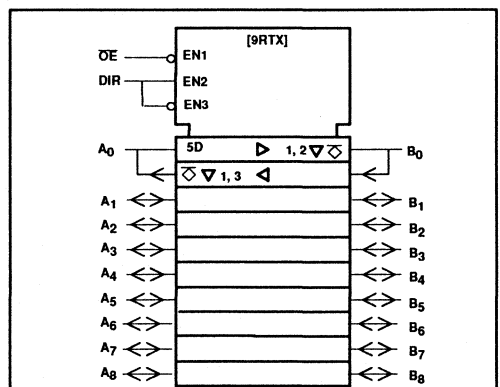 [9RTX]
O̅E̅ EN1
DIR EN2
EN3
A₀ 5D ▷ 1, 2 ▽ ◇̅ B₀
◇̅ ▽ 1, 3 ◁
A₁ B₁
A₂ B₂
A₃ B₃
A₄ B₄
A₅ B₅
A₆ B₆
A₇ B₇
A₈ B₈